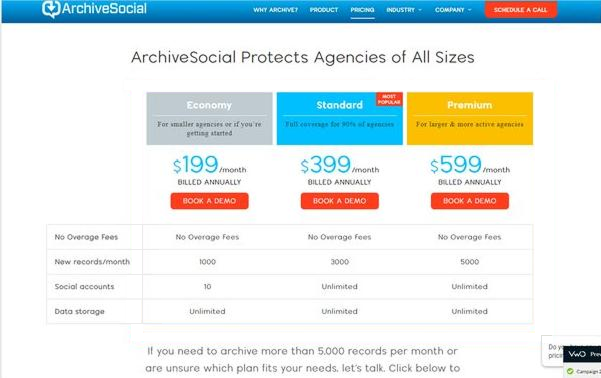 ArchiveSocial
WHY ARCHIVE? PRODUCT PRICING INDUSTRY COMPANY SCHEDULE A CALL
ArchiveSocial Protects Agencies of All Sizes
MOST
POPULAR
Economy Standard Premium
For smaller agencies or if you're
getting started
Full coverage for 90% of agencies
For larger & more active agencies
$199/month $399/month $599/month
BILLED ANNUALLY BILLED ANNUALLY BILLED ANNUALLY
BOOK A DEMO BOOK A DEMO BOOK A DEMO
No Overage Fees No Overage Fees No Overage Fees No Overage Fees
New records/month 1000 3000 5000
Social accounts 10 Unlimited Unlimited
Data storage Unlimited Unlimited Unlimited
If you need to archive more than 5,000 records per month or
are unsure which plan fits your needs, let's talk. Click below to
Do
VWO Prev
Campaign